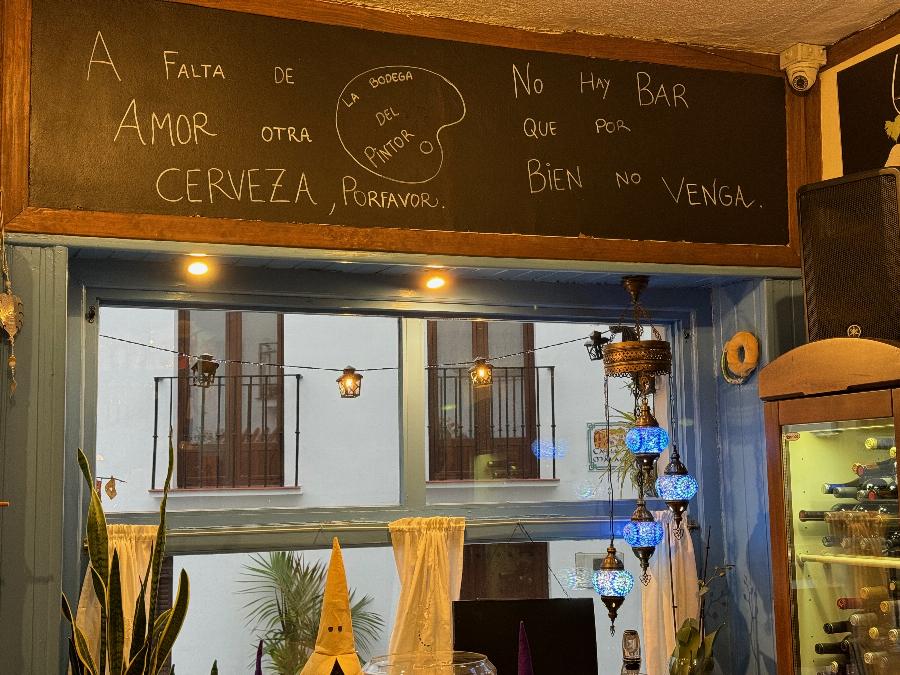 A FALTA DE
AMOR OTRA
CERVEZA, PORFAVOR.
LA BODEGA
DEL
PINTOR
No HAY BAR
QUE POR
BIEN NO VENGA.